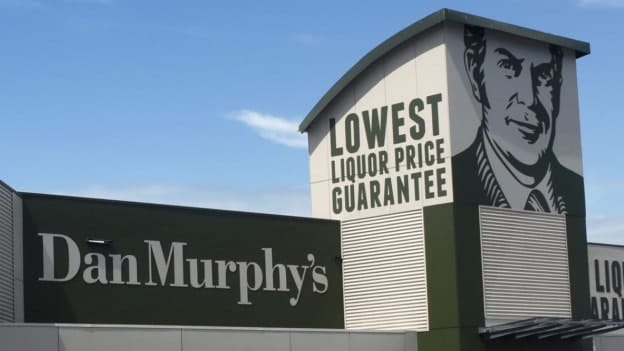 Dan Murphy's
LOWEST
LIQUOR PRICE
GUARANTEE